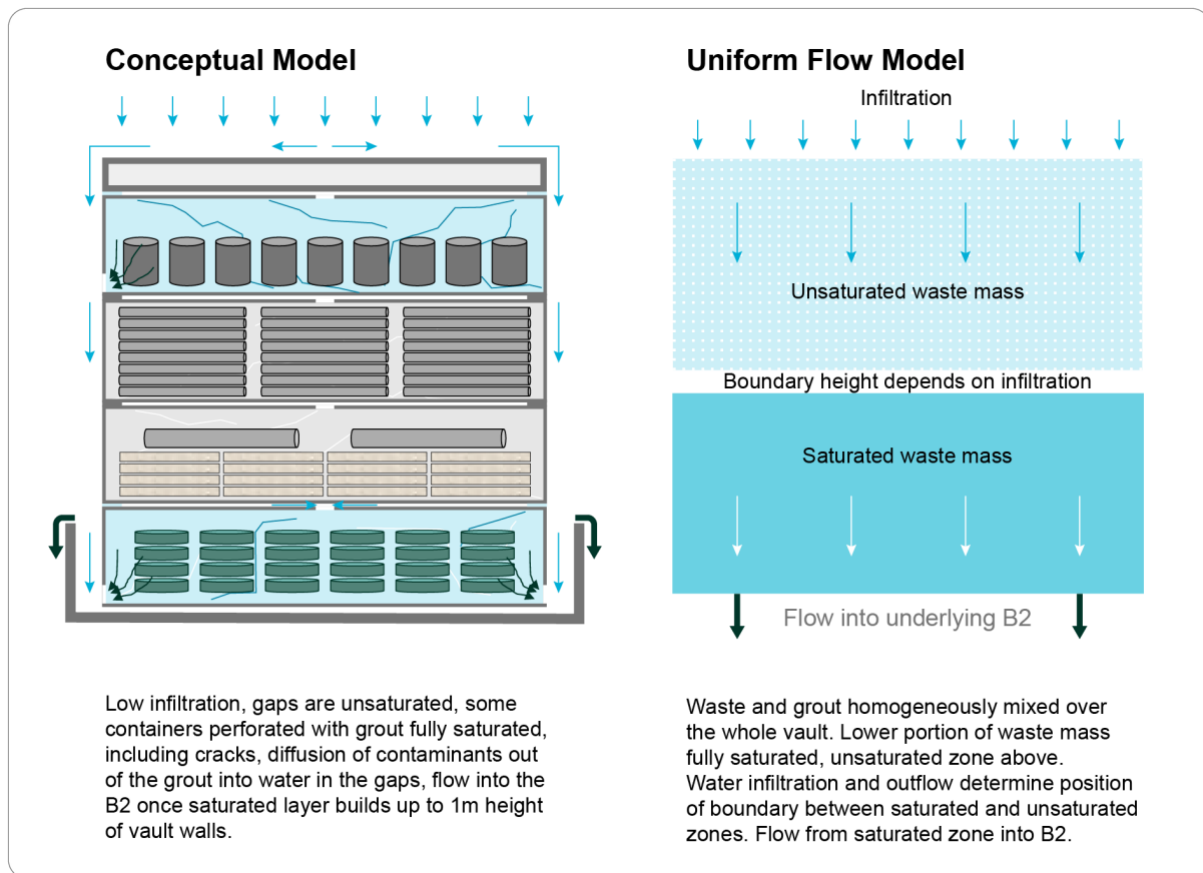 Conceptual Model
Low infiltration, gaps are unsaturated, some
containers perforated with grout fully saturated,
including cracks, diffusion of contaminants out
of the grout into water in the gaps, flow into the
B2 once saturated layer builds up to 1m height
of vault walls.
Uniform Flow Model
Infiltration
Unsaturated waste mass
Boundary height depends on infiltration
Saturated waste mass
Flow into underlying B2
Waste and grout homogeneously mixed over
the whole vault. Lower portion of waste mass
fully saturated, unsaturated zone above.
Water infiltration and outflow determine position
of boundary between saturated and unsaturated
zones. Flow from saturated zone into B2.